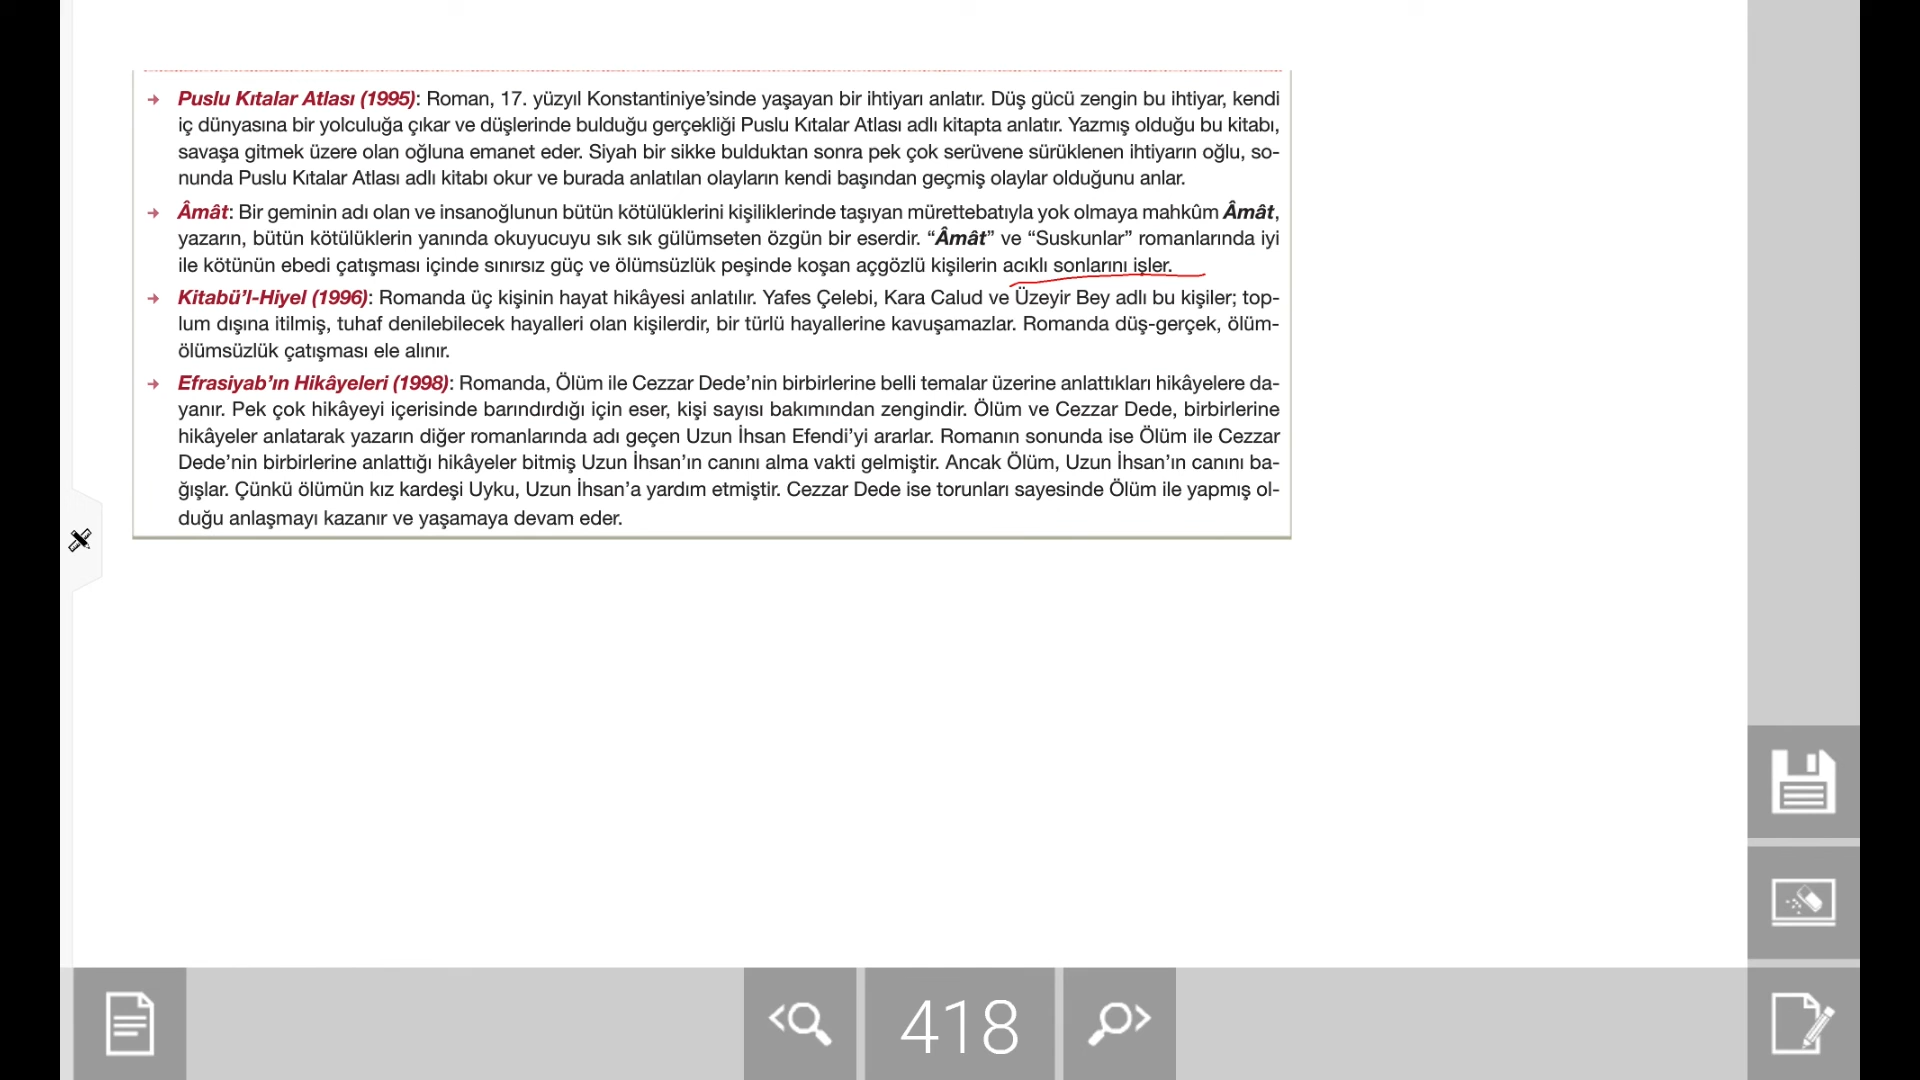 → Puslu Kıtalar Atlası (1995): Roman, 17. yüzyıl Konstantiniye’sinde yaşayan bir ihtiyarı anlatır. Düş gücü zengin bu ihtiyar, kendi
iç dünyasına bir yolculuğa çıkar ve düşlerinde bulduğu gerçekliği Puslu Kıtalar Atlası adlı kitapta anlatır. Yazmış olduğu bu kitabı,
savaşa gitmek üzere olan oğluna emanet eder. Siyah bir sikke bulduktan sonra pek çok serüvene sürüklenen ihtiyarın oğlu, so-
nunda Puslu Kıtalar Atlası adlı kitabı okur ve burada anlatılan olayların kendi başından geçmiş olaylar olduğunu anlar.
→ Âmât: Bir geminin adı olan ve insanoğlunun bütün kötülüklerini kişiliklerinde taşıyan mürettebatıyla yok olmaya mahkûm Âmât,
yazarın, bütün kötülüklerin yanında okuyucuyu sık sık gülümseten özgün bir eserdir. “Âmât” ve “Suskunlar” romanlarında iyi
ile kötünün ebedi çatışması içinde sınırsız güç ve ölümsüzlük peşinde koşan açgözlü kişilerin acıklı sonlarını işler.
→ Kitabü’l-Hiyel (1996): Romanda üç kişinin hayat hikâyesi anlatılır. Yafes Çelebi, Kara Calud ve Üzeyir Bey adlı bu kişiler; top-
lum dışına itilmiş, tuhaf denilebilecek hayalleri olan kişilerdir, bir türlü hayallerine kavuşamazlar. Romanda düş-gerçek, ölüm-
ölümsüzlük çatışması ele alınır.
→ Efrasiyab’ın Hikâyeleri (1998): Romanda, Ölüm ile Cezzar Dede’nin birbirlerine belli temalar üzerine anlattıkları hikâyelere da-
yanır. Pek çok hikâyeyi içerisinde barındırdığı için eser, kişi sayısı bakımından zengindir. Ölüm ve Cezzar Dede, birbirlerine
hikâyeler anlatarak yazarın diğer romanlarında adı geçen Uzun İhsan Efendi’yi ararlar. Romanın sonunda ise Ölüm ile Cezzar
Dede’nin birbirlerine anlattığı hikâyeler bitmiş Uzun İhsan’ın canını alma vakti gelmiştir. Ancak Ölüm, Uzun İhsan’ın canını ba-
ğışlar. Çünkü ölümün kız kardeşi Uyku, Uzun İhsan’a yardım etmiştir. Cezzar Dede ise torunları sayesinde Ölüm ile yapmış ol-
duğu anlaşmayı kazanır ve yaşamaya devam eder.
418